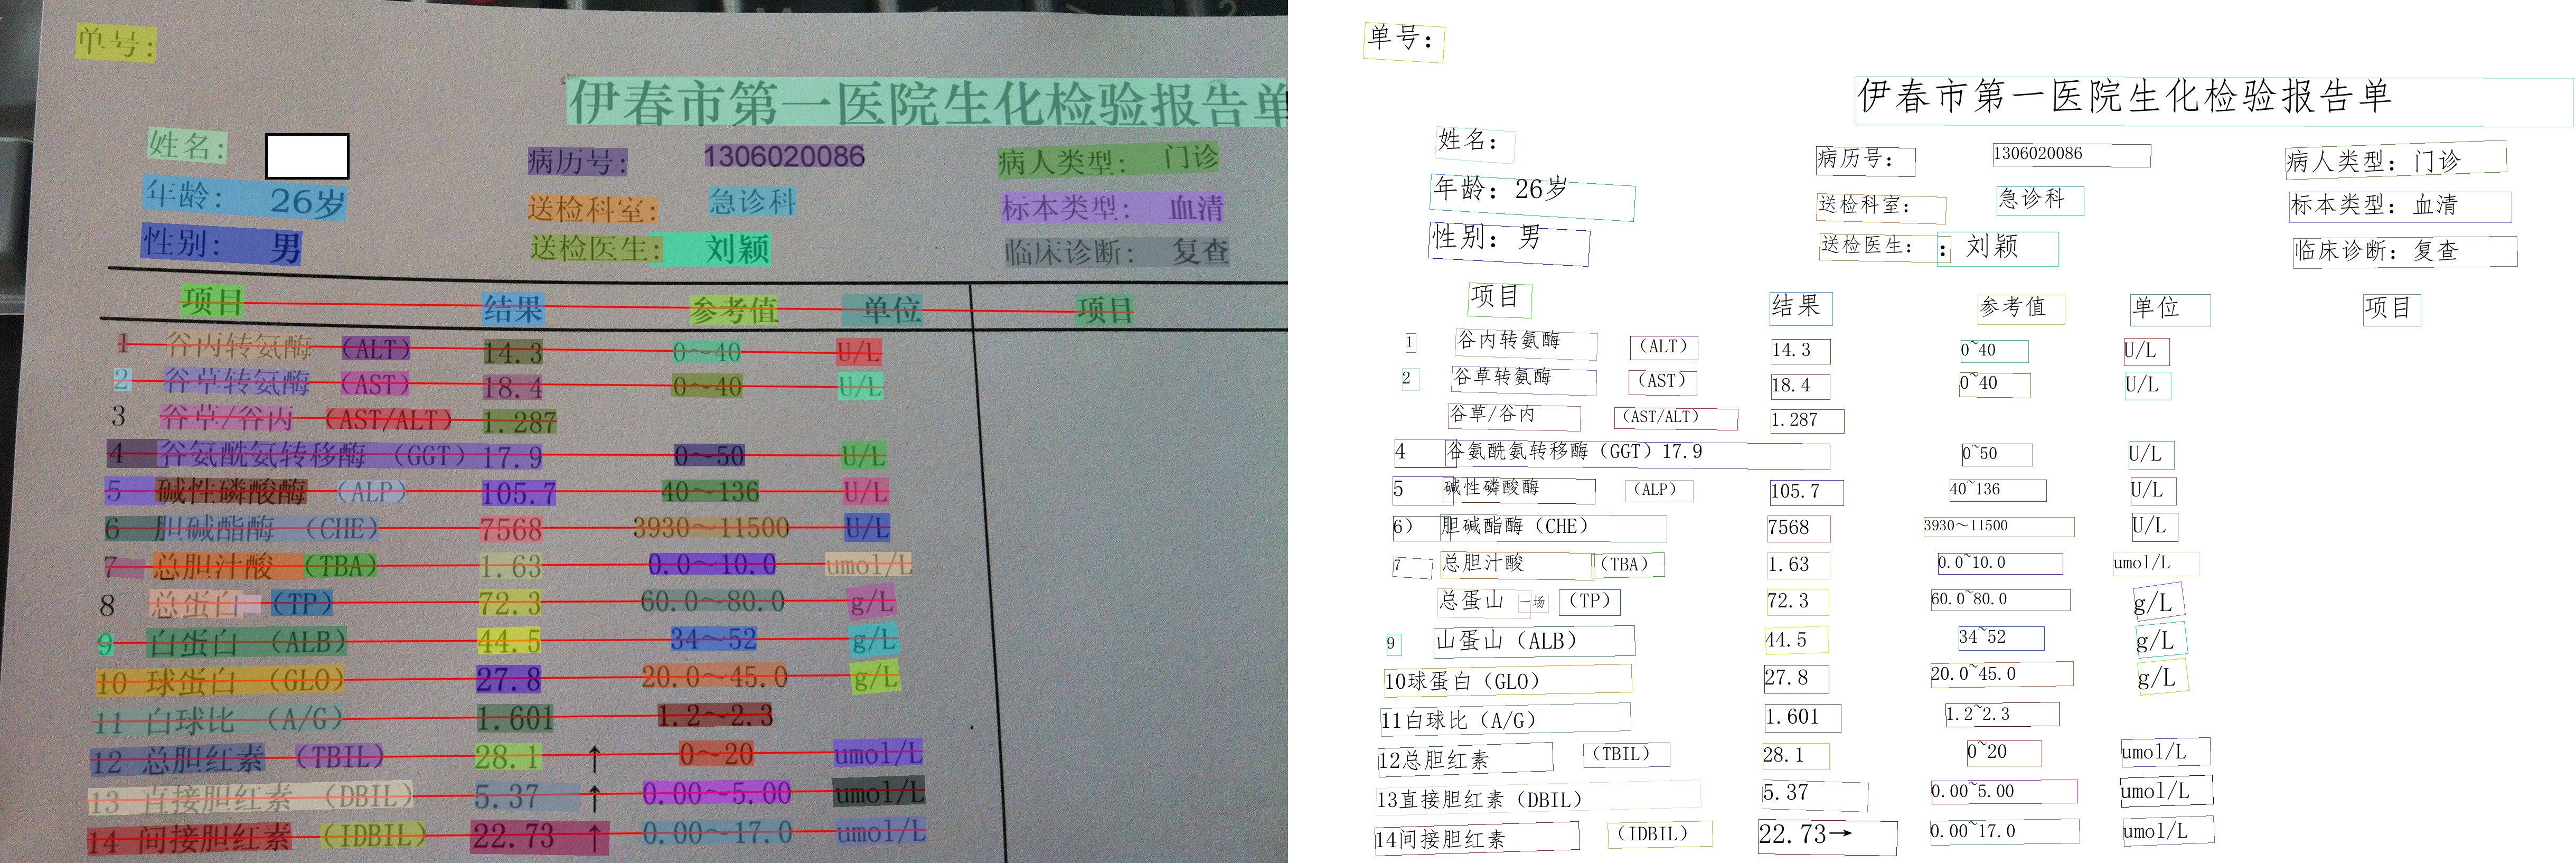 单号:
伊春市第一医院生化检验报告单
姓名: 病历号: 1306020086 病人类型: 门诊
年龄: 26岁 送检科室: 急诊科 标本类型: 血清
性别: 男 送检医生: 刘颖 临床诊断: 复查
项目 结果 参考值 单位 项目
1 谷丙转氨酶 (ALT) 14.3 0~40 U/L
2 谷草转氨酶 (AST) 18.4 0~40 U/L
3 谷草/谷丙 (AST/ALT) 1.287
4 谷氨酰氨转移酶 (GGT) 17.9 0~50 U/L
5 碱性磷酸酶 (ALP) 105.7 40~136 U/L
6 胆碱酯酶 (CHE) 7568 3930~11500 U/L
7 总胆汁酸 (TBA) 1.63 0.0~10.0 umol/L
8 总蛋白 (TP) 72.3 60.0~80.0 g/L
9 白蛋白 (ALB) 44.5 34~52 g/L
10 球蛋白 (GLO) 27.8 20.0~45.0 g/L
11 白球比 (A/G) 1.601 1.2~2.3
12 总胆红素 (TBIL) 28.1 ↑ 0~20 umol/L
13 直接胆红素 (DBIL) 5.37 ↑ 0.00~5.00 umol/L
14 间接胆红素 (IDBIL) 22.73 ↑ 0.00~17.0 umol/L
单号:
伊春市第一医院生化检验报告单
姓名: 病历号: 1306020086 病人类型: 门诊
年龄: 26岁 送检科室: 急诊科 标本类型: 血清
性别: 男 送检医生: : 刘颖 临床诊断: 复查
项目 结果 参考值 单位 项目
1 谷内转氨酶 (ALT) 14.3 0~40 U/L
2 谷草转氨酶 (AST) 18.4 0~40 U/L
谷草/谷内 (AST/ALT) 1.287
4 谷氨酰氨转移酶 (GGT) 17.9 0~50 U/L
5 碱性磷酸酶 (ALP) 105.7 40~136 U/L
6) 胆碱酯酶 (CHE) 7568 3930~11500 U/L
7 总胆汁酸 (TBA) 1.63 0.0~10.0 umol/L
总蛋山 一场 (TP) 72.3 60.0~80.0 g/L
9 山蛋山 (ALB) 44.5 34~52 g/L
10球蛋白 (GLO) 27.8 20.0~45.0 g/L
11白球比 (A/G) 1.601 1.2~2.3
12总胆红素 (TBIL) 28.1 0~20 umol/L
13直接胆红素 (DBIL) 5.37 0.00~5.00 umol/L
14间接胆红素 (IDBIL) 22.73→ 0.00~17.0 umol/L